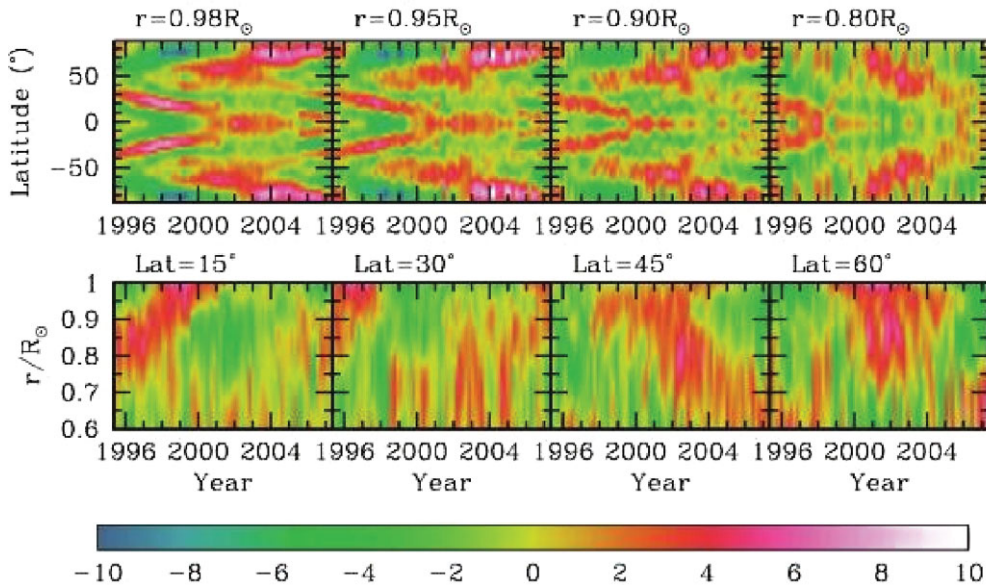 r=0.98R☉ r=0.95R☉ r=0.90R☉ r=0.80R☉
Latitude (°)
50
0
−50
1996 2000 2004 1996 2000 2004 1996 2000 2004 1996 2000 2004
Lat=15° Lat=30° Lat=45° Lat=60°
r/R☉
1
0.9
0.8
0.7
0.6
1996 2000 2004 1996 2000 2004 1996 2000 2004 1996 2000 2004
Year Year Year Year
−10 −8 −6 −4 −2 0 2 4 6 8 10